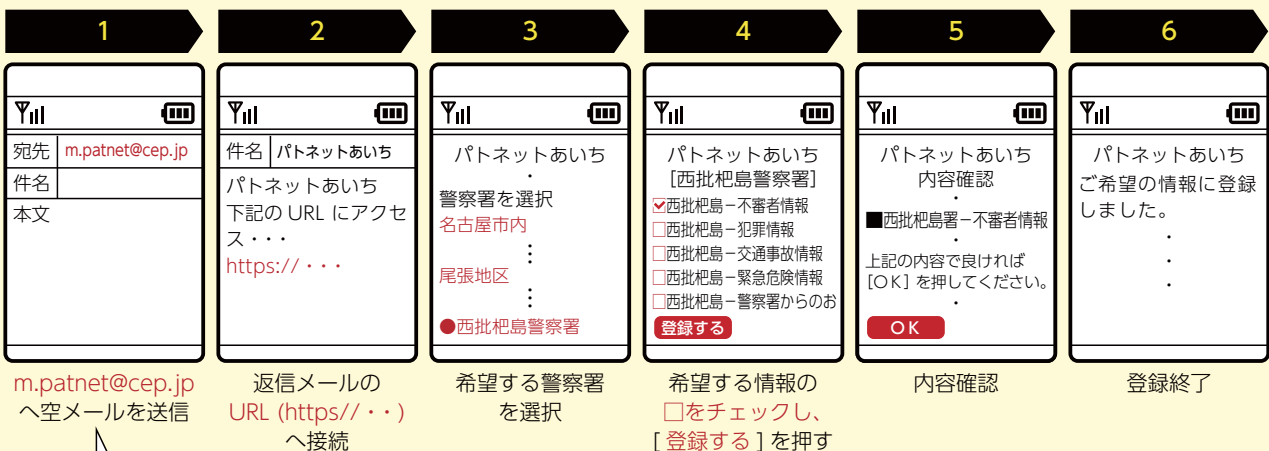 1
宛先 m.patnet@cep.jp
件名
本文
m.patnet@cep.jp
へ空メールを送信
2
件名 パトネットあいち
パトネットあいち
下記の URL にアクセ
ス・・・
https://・・・
返信メールの
URL (https//・・)
へ接続
3
パトネットあいち
・
警察署を選択
名古屋市内
：
尾張地区
：
●西批杷島警察署
希望する警察署
を選択
4
パトネットあいち
[西批杷島警察署]
☑西批杷島－不審者情報
□西批杷島－犯罪情報
□西批杷島－交通事故情報
□西批杷島－緊急危険情報
□西批杷島－警察署からのお
登録する
希望する情報の
□をチェックし、
[ 登録する ] を押す
5
パトネットあいち
内容確認
・
■西批杷島署－不審者情報
・
上記の内容で良ければ
[OK] を押してください。
・
OK
内容確認
6
パトネットあいち
ご希望の情報に登録
しました。
・
・
・
登録終了